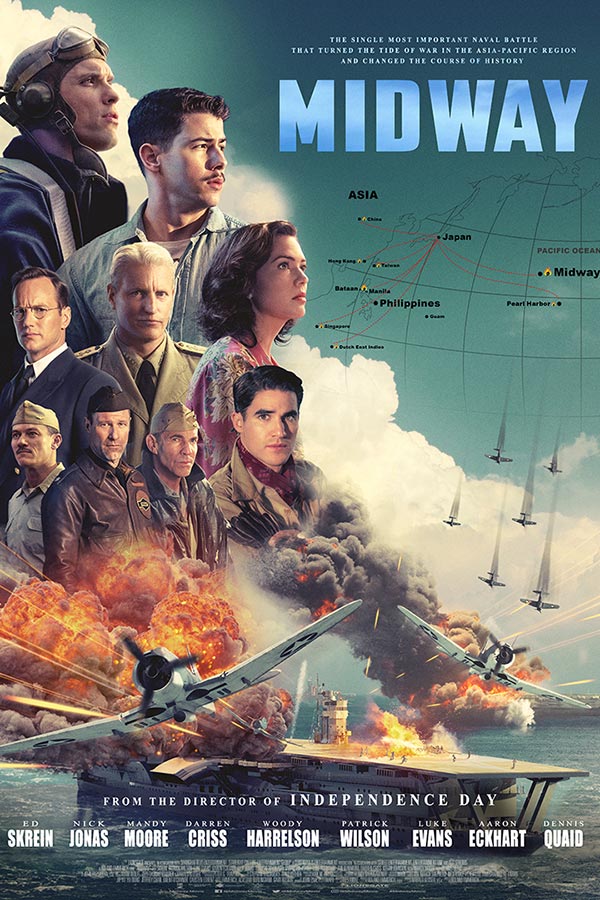 THE SINGLE MOST IMPORTANT NAVAL BATTLE
THAT TURNED THE TIDE OF WAR IN THE ASIA-PACIFIC REGION
AND CHANGED THE COURSE OF HISTORY
MIDWAY
ASIA
China
Japan
PACIFIC OCEAN
Hong Kong
Taiwan
Midway
Bataan
Manila
Philippines
Pearl Harbor
Guam
Singapore
Dutch East Indies
FROM THE DIRECTOR OF INDEPENDENCE DAY
ED SKREIN
NICK JONAS
MANDY MOORE
DARREN CRISS
WOODY HARRELSON
PATRICK WILSON
LUKE EVANS
AARON ECKHART
DENNIS QUAID